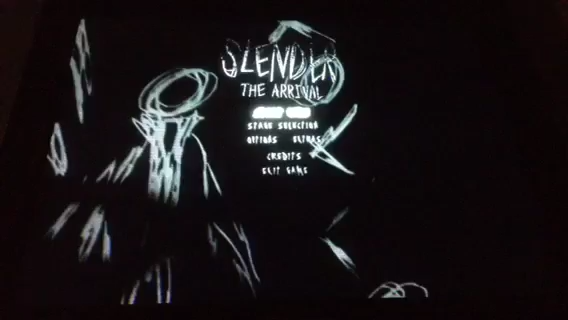 SLENDER
THE ARRIVAL
STAGE SELECTION
OPTIONS EXTRAS
CREDITS
EXIT GAME